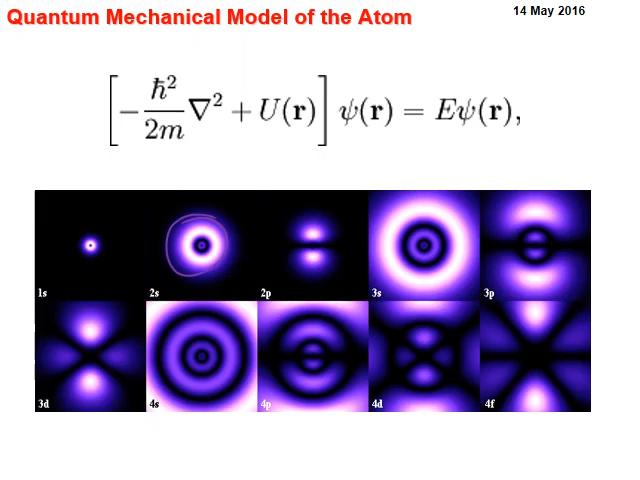 Quantum Mechanical Model of the Atom
14 May 2016
[-ħ²/2m ∇² + U(r)] ψ(r) = Eψ(r),
1s 2s 2p 3s 3p
3d 4s 4p 4d 4f